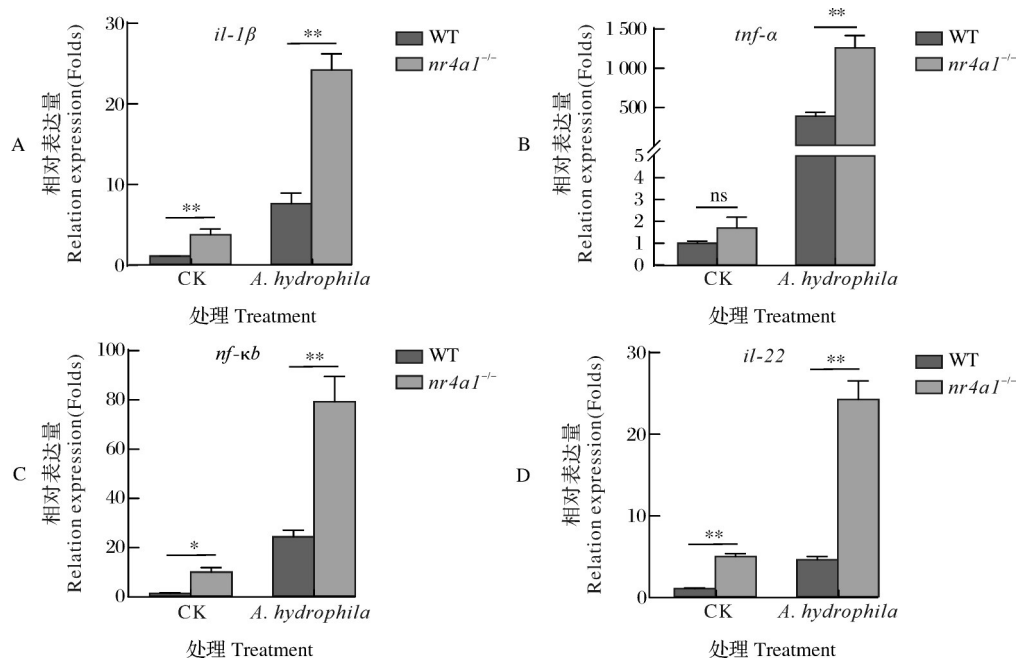 A
相对表达量
Relation expression(Folds)
30
20
10
0
il-1β
**
**
WT
nr4a1⁻/⁻
CK
A. hydrophila
处理 Treatment
B
相对表达量
Relation expression(Folds)
1 500
1 000
500
5
4
3
2
1
0
tnf-α
ns
**
WT
nr4a1⁻/⁻
CK
A. hydrophila
处理 Treatment
C
相对表达量
Relation expression(Folds)
100
80
60
40
20
0
nf-κb
*
**
WT
nr4a1⁻/⁻
CK
A. hydrophila
处理 Treatment
D
相对表达量
Relation expression(Folds)
30
20
10
0
il-22
**
**
WT
nr4a1⁻/⁻
CK
A. hydrophila
处理 Treatment